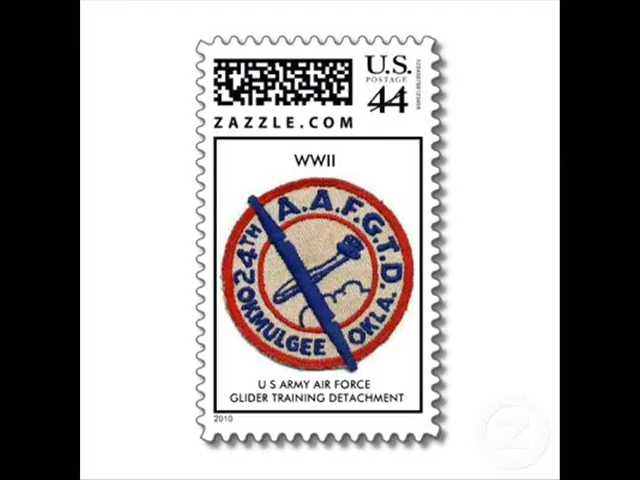 U.S.
POSTAGE
44
ZAZZLE.COM
WWII
24TH A.A.F.G.T.D.
OKMULGEE OKLA.
U S ARMY AIR FORCE
GLIDER TRAINING DETACHMENT
2010
Z